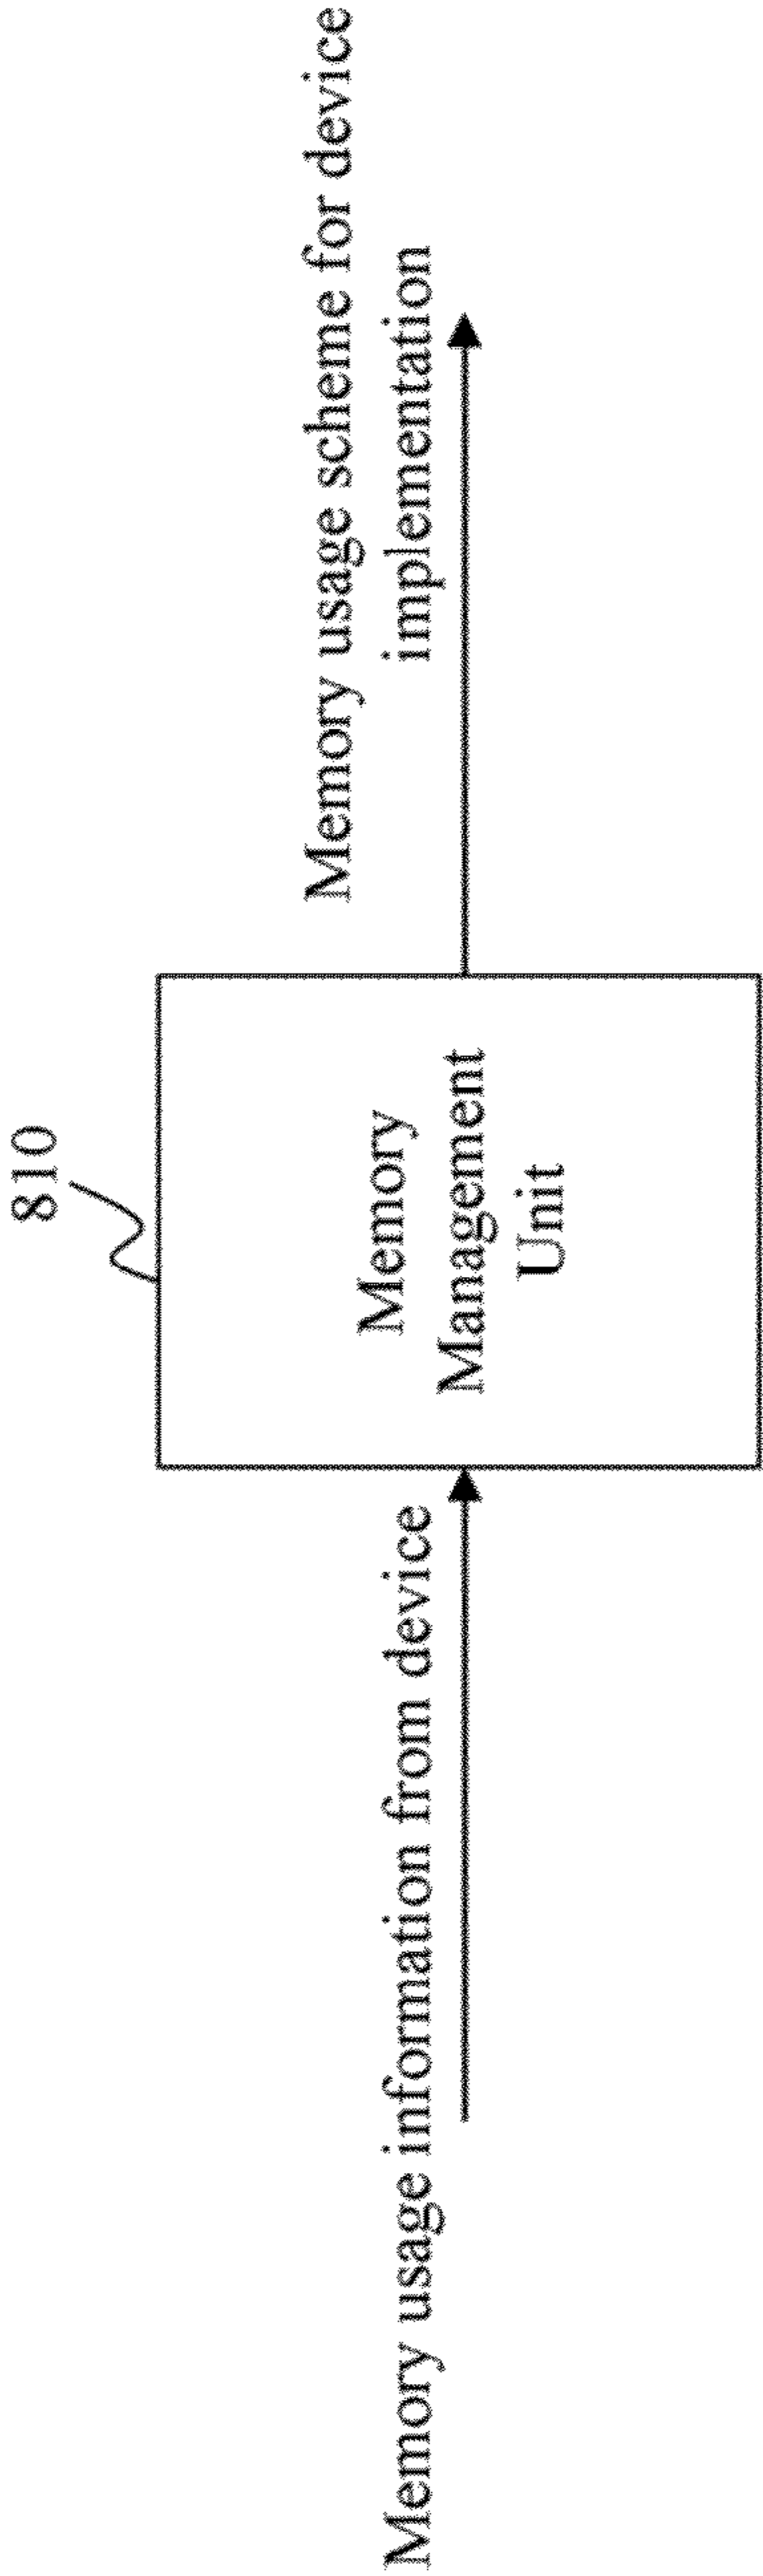 810
Memory usage information from device
Memory
Management
Unit
Memory usage scheme for device
implementation